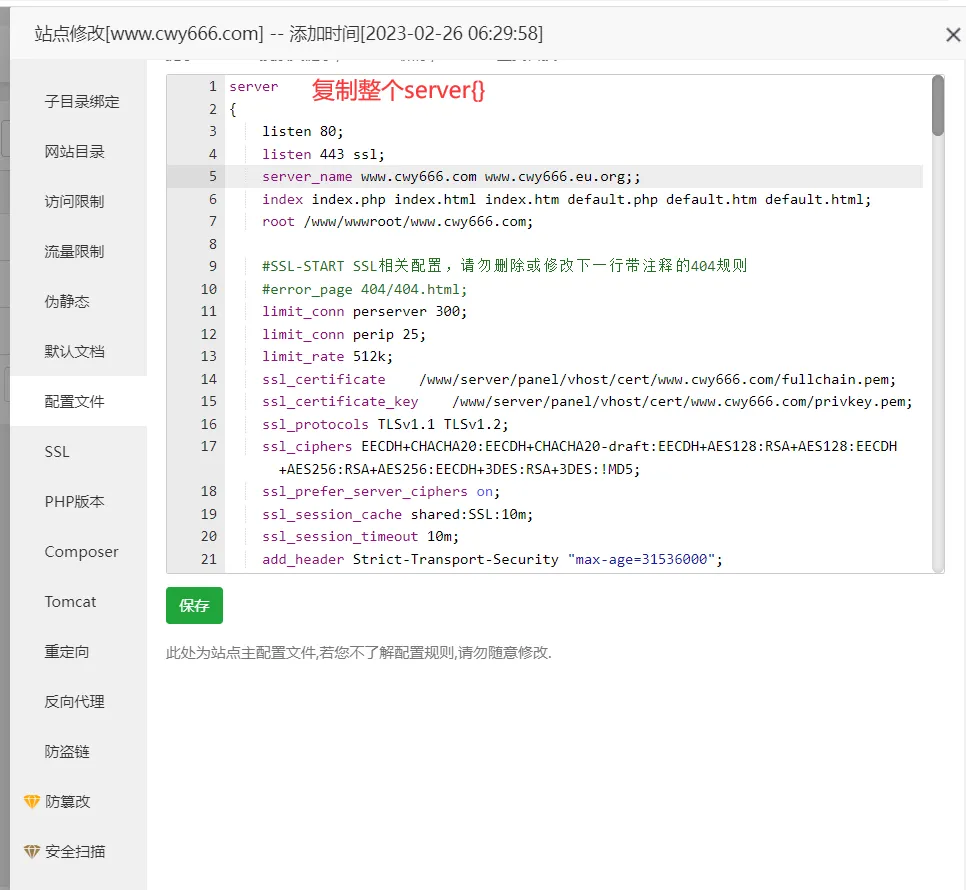 站点修改[www.cwy666.com] -- 添加时间[2023-02-26 06:29:58]
子目录绑定
网站目录
访问限制
流量限制
伪静态
默认文档
配置文件
SSL
PHP版本
Composer
Tomcat
重定向
反向代理
防盗链
防篡改
安全扫描
复制整个server{}
1 server
2 {
3 listen 80;
4 listen 443 ssl;
5 server_name www.cwy666.com www.cwy666.eu.org;;
6 index index.php index.html index.htm default.php default.htm default.html;
7 root /www/wwwroot/www.cwy666.com;
8
9 #SSL-START SSL相关配置，请勿删除或修改下一行带注释的404规则
10 #error_page 404/404.html;
11 limit_conn perserver 300;
12 limit_conn perip 25;
13 limit_rate 512k;
14 ssl_certificate    /www/server/panel/vhost/cert/www.cwy666.com/fullchain.pem;
15 ssl_certificate_key    /www/server/panel/vhost/cert/www.cwy666.com/privkey.pem;
16 ssl_protocols TLSv1.1 TLSv1.2;
17 ssl_ciphers EECDH+CHACHA20:EECDH+CHACHA20-draft:EECDH+AES128:RSA+AES128:EECDH
+AES256:RSA+AES256:EECDH+3DES:RSA+3DES:!MD5;
18 ssl_prefer_server_ciphers on;
19 ssl_session_cache shared:SSL:10m;
20 ssl_session_timeout 10m;
21 add_header Strict-Transport-Security "max-age=31536000";
保存
此处为站点主配置文件,若您不了解配置规则,请勿随意修改.